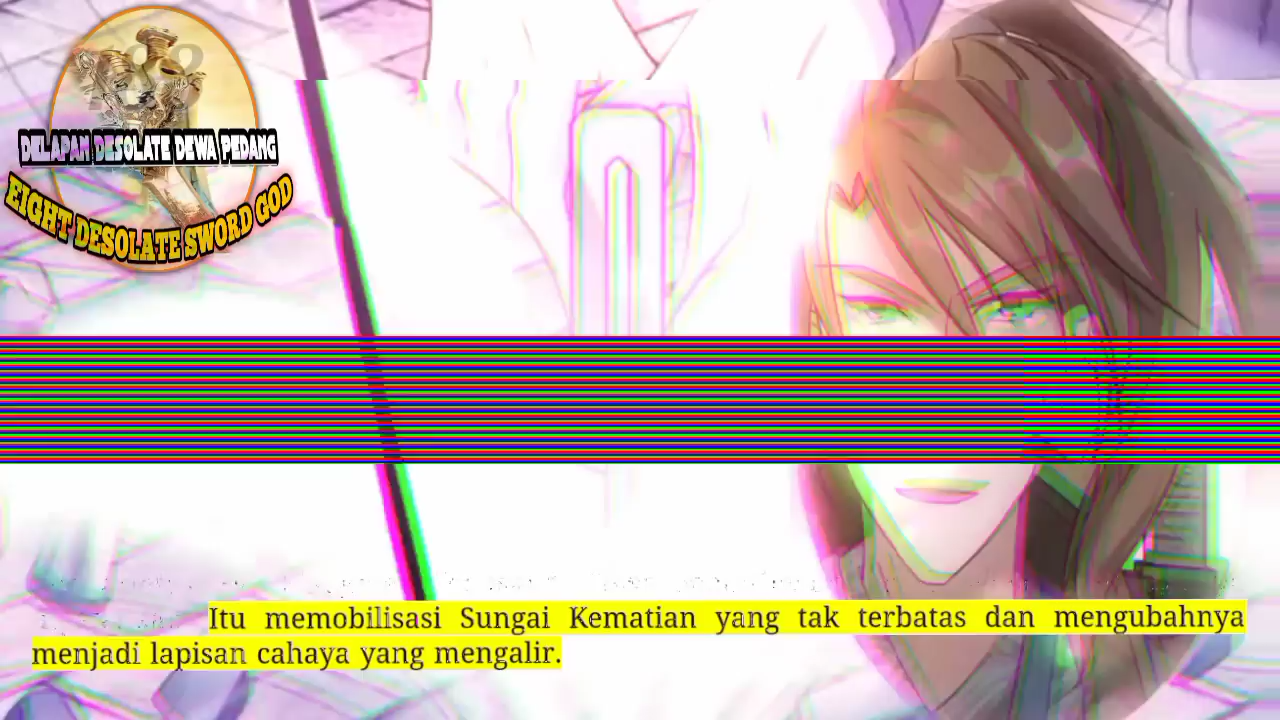 DELAPAN DESOLATE DEWA PEDANG
EIGHT DESOLATE SWORD GOD
Itu memobilisasi Sungai Kematian yang tak terbatas dan mengubahnya
menjadi lapisan cahaya yang mengalir.